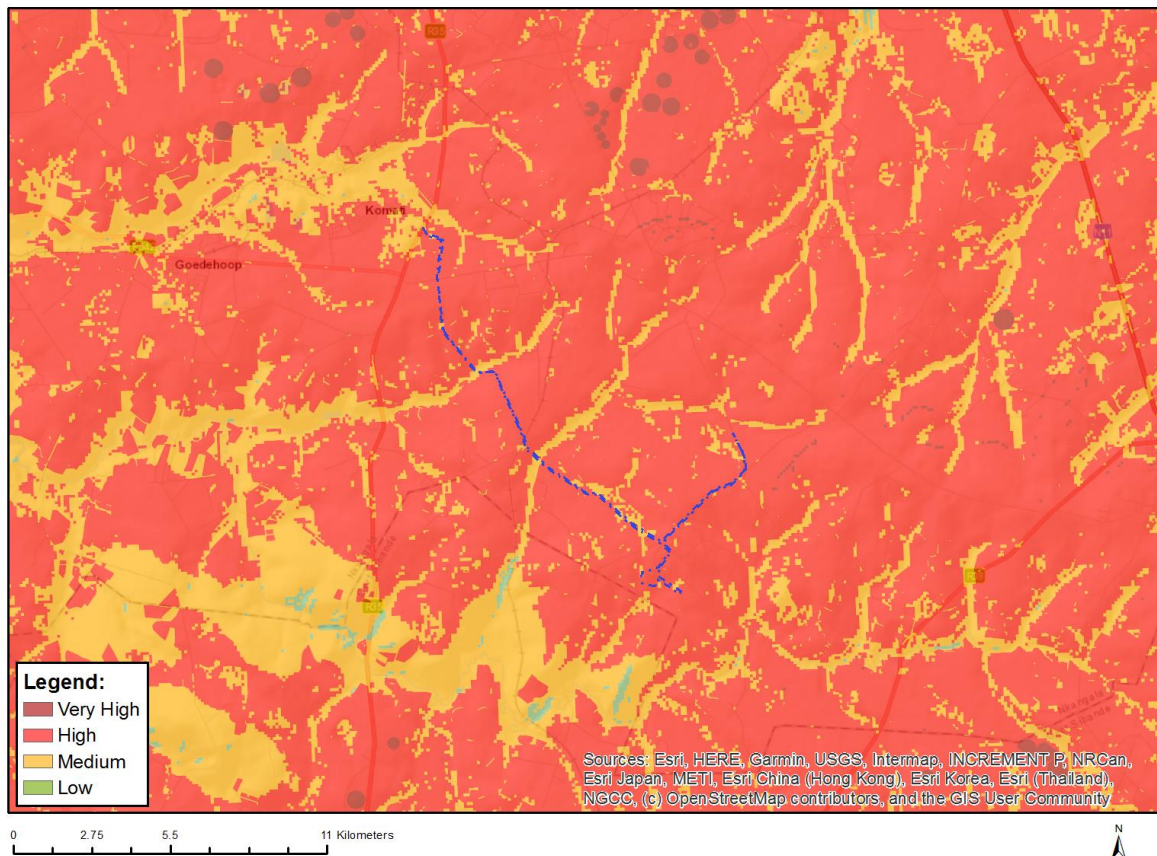 R35
Komati
Goedehoop
R35
Nkangala
Legend:
Very High
High
Medium
Low
Sources: Esri, HERE, Garmin, USGS, Intermap, INCREMENT P, NRCan,
Esri Japan, METI, Esri China (Hong Kong), Esri Korea, Esri (Thailand),
NGCC, (c) OpenStreetMap contributors, and the GIS User Community
0 2.75 5.5 11 Kilometers
N